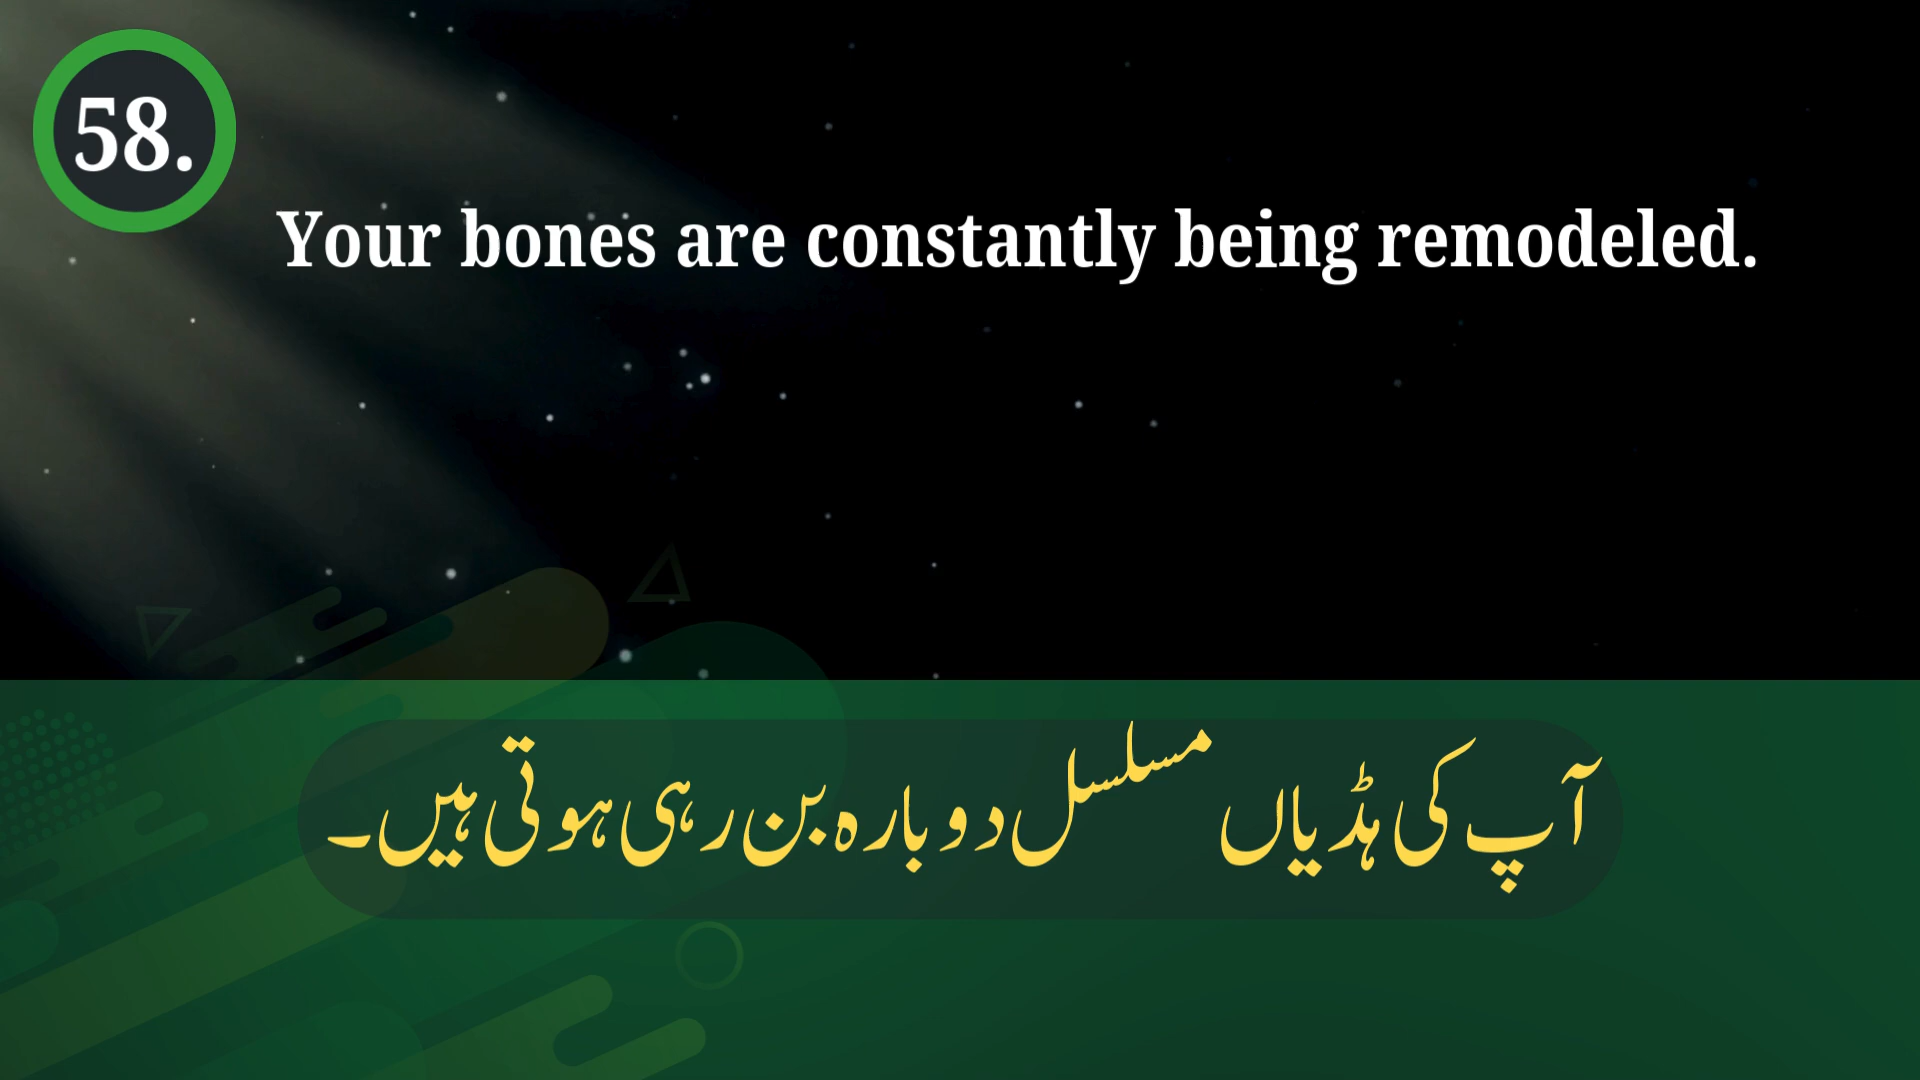 58.
Your bones are constantly being remodeled.
آپ کی ہڈیاں مسلسل دوبارہ بن رہی ہوتی ہیں۔